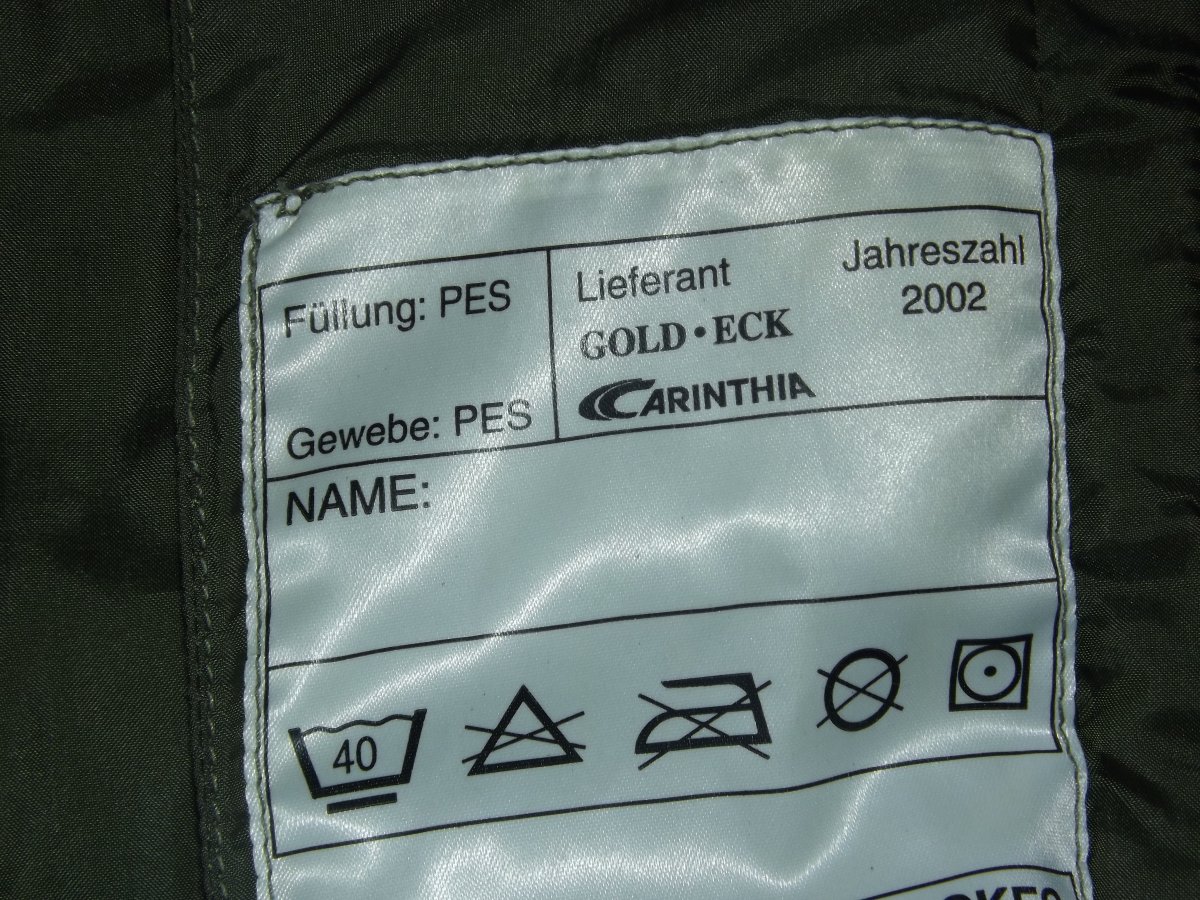 Füllung: PES
Gewebe: PES
Lieferant
GOLD•ECK
CARINTHIA
Jahreszahl
2002
NAME:
40